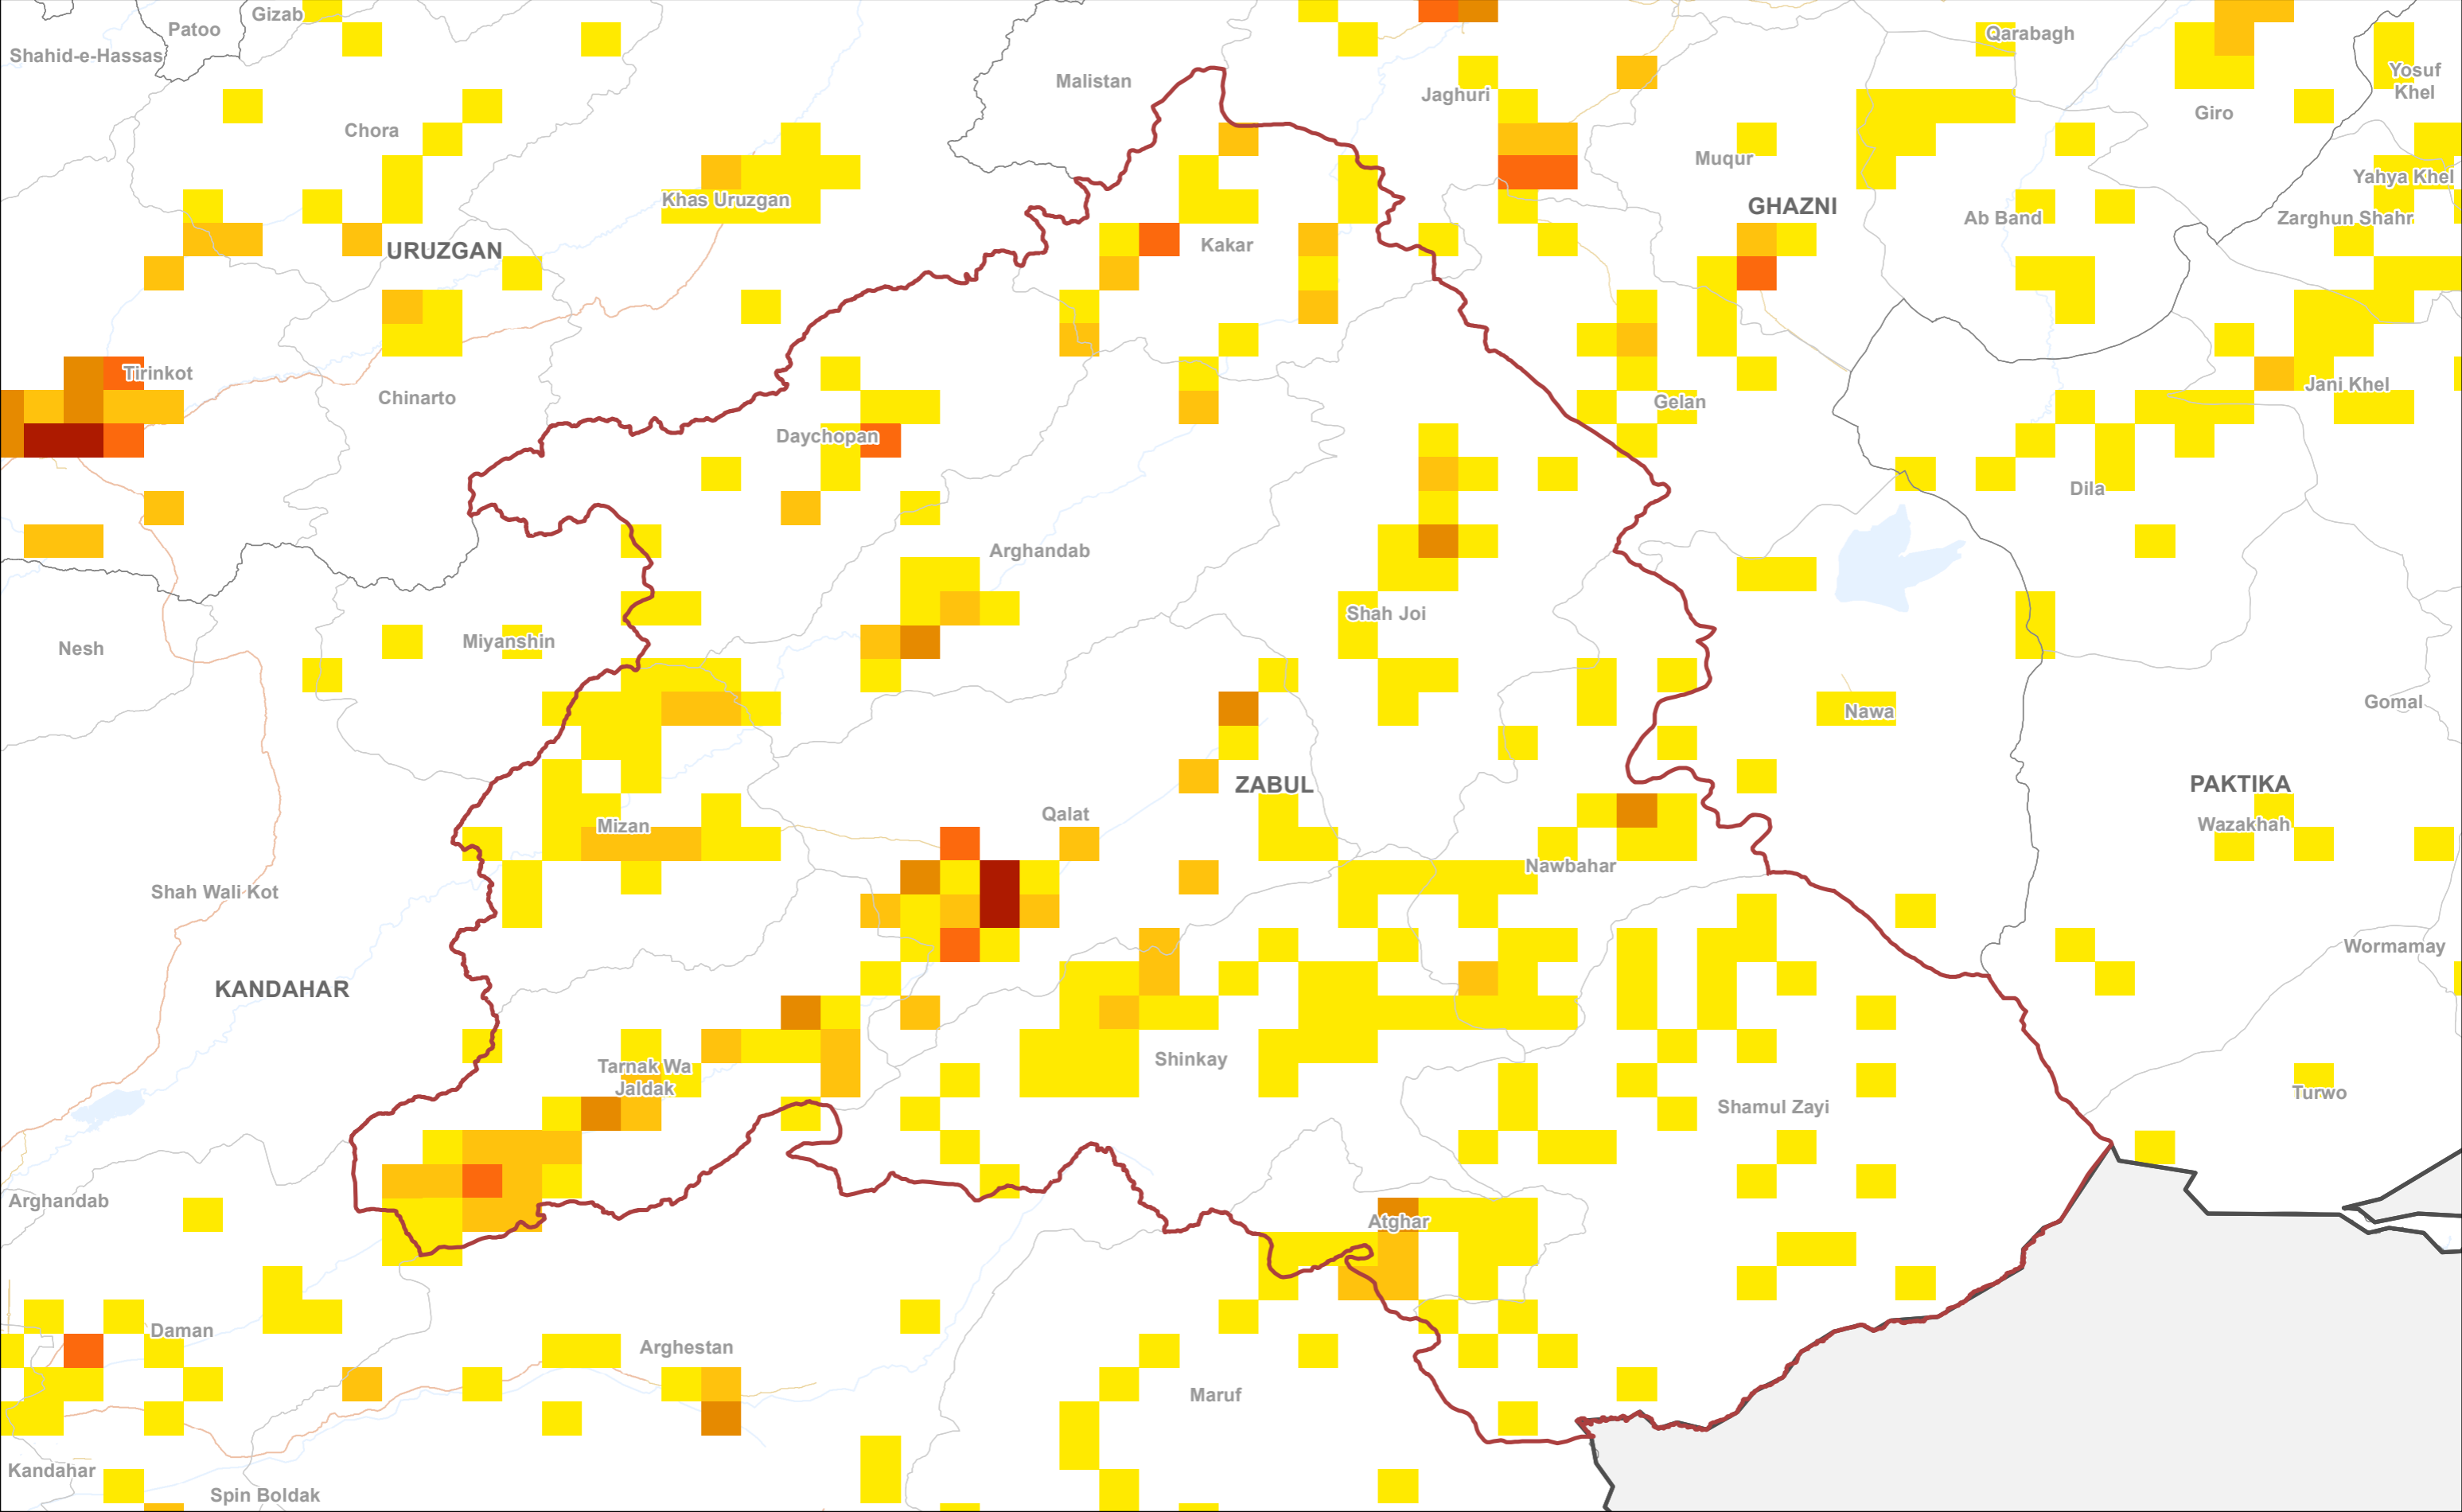 Gizab
Patoo
Shahid-e-Hassas
Qarabagh
Yosuf
Khel
Malistan
Jaghuri
Giro
Chora
Muqur
Yahya Khel
Khas Uruzgan
GHAZNI
Ab Band
Zarghun Shahr
URUZGAN
Kakar
Tirinkot
Jani Khel
Chinarto
Gelan
Daychopan
Dila
Arghandab
Shah Joi
Nesh
Miyanshin
Gomal
Nawa
ZABUL
PAKTIKA
Qalat
Mizan
Wazakhah
Nawbahar
Shah Wali Kot
Wormamay
KANDAHAR
Shinkay
Tarnak Wa
Jaldak
Turwo
Shamul Zayi
Arghandab
Atghar
Daman
Arghestan
Maruf
Kandahar
Spin Boldak